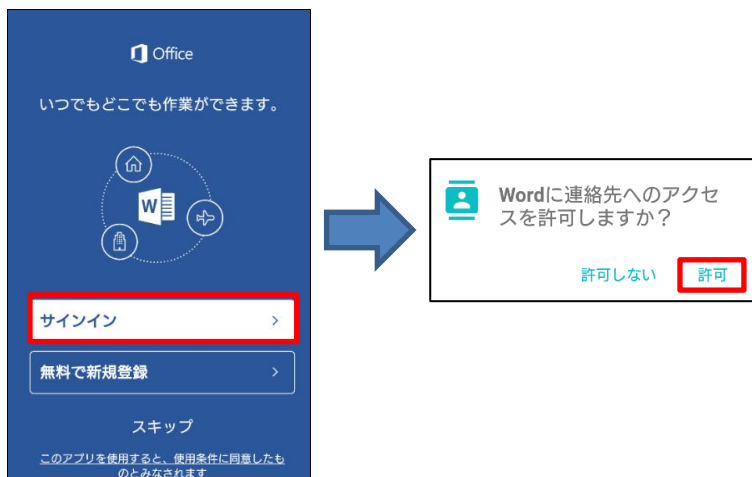 Office
いつでもどこでも作業ができます。
W
サインイン
無料で新規登録
スキップ
このアプリを使用すると、使用条件に同意したも
のとみなされます
Wordに連絡先へのアクセ
スを許可しますか？
許可しない 許可